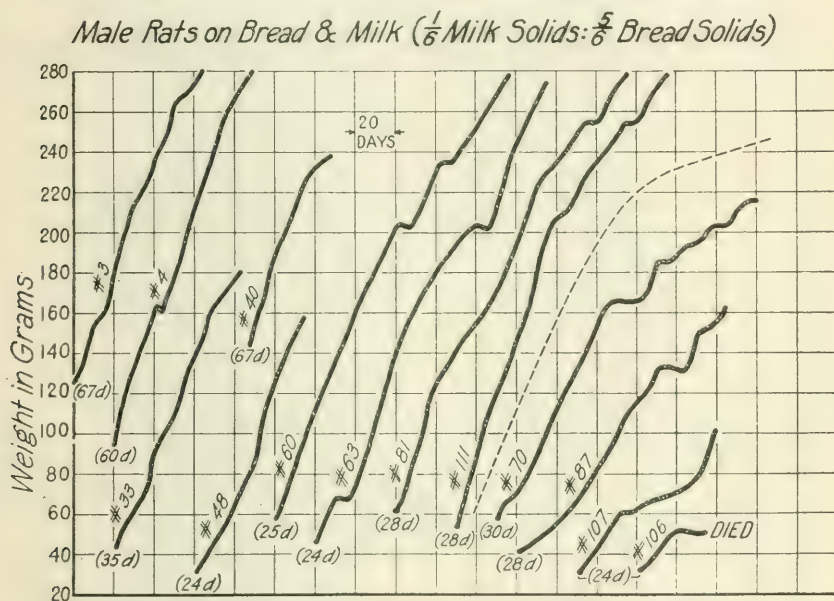 Male Rats on Bread & Milk (1/6 Milk Solids: 5/6 Bread Solids)
Weight in Grams
280
260
240
220
200
180
160
140
120
100
80
60
40
20
20
DAYS
#3
(67d)
#4
(60d)
#33
(35d)
#40
(67d)
#48
(24d)
#60
(25d)
#63
(24d)
#81
(28d)
#111
(28d)
#70
(30d)
#87
(28d)
#107
(24d)
#106
DIED